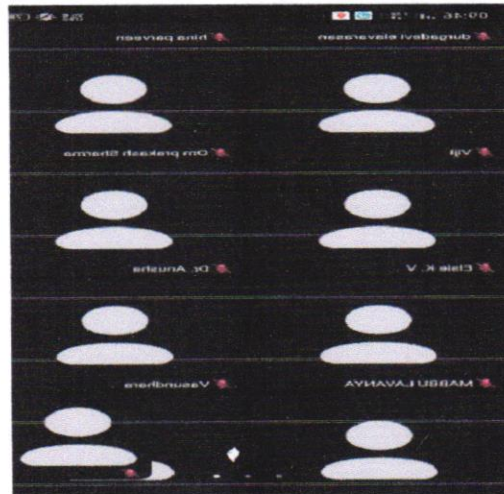 09:46
durgadevi elavarasan hina parveen
Viji Om prakash Sharma
Elsie K. V Dr. Anusha
MABBU LAVANYA Vasundhara